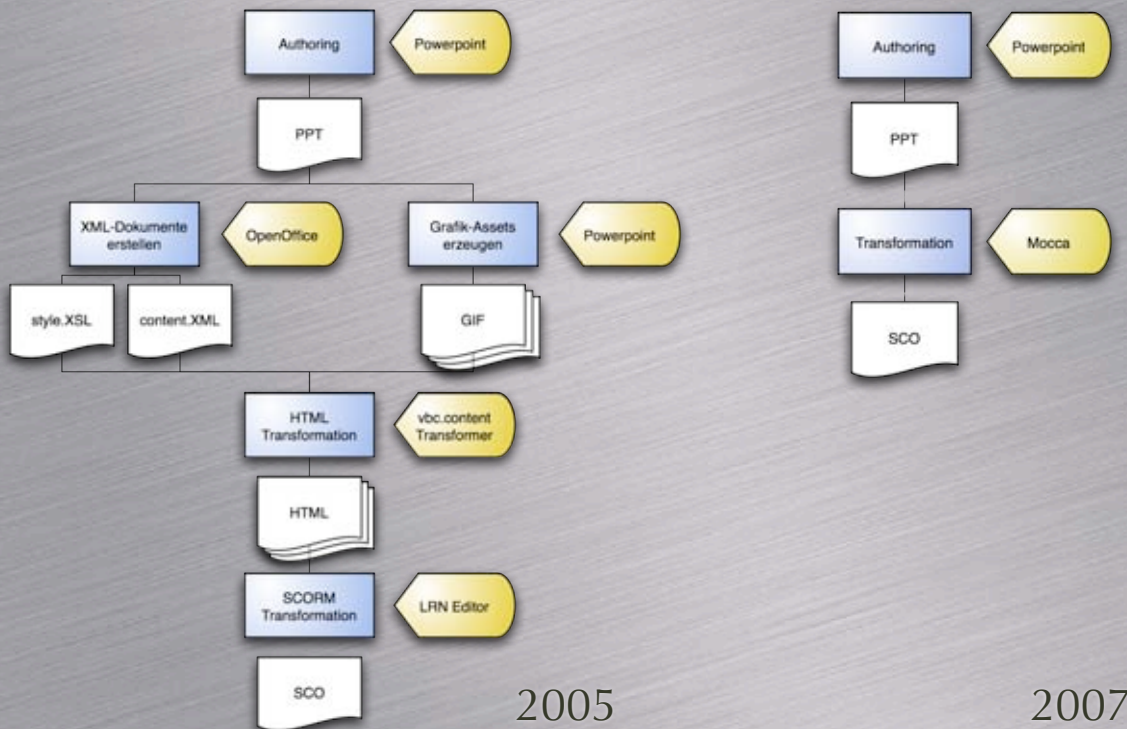 Authoring
Powerpoint
PPT
XML-Dokumente
erstellen
OpenOffice
Grafik-Assets
erzeugen
Powerpoint
style.XSL
content.XML
GIF
HTML
Transformation
vbc.content
Transformer
HTML
SCORM
Transformation
LRN Editor
SCO
2005
Authoring
Powerpoint
PPT
Transformation
Mocca
SCO
2007